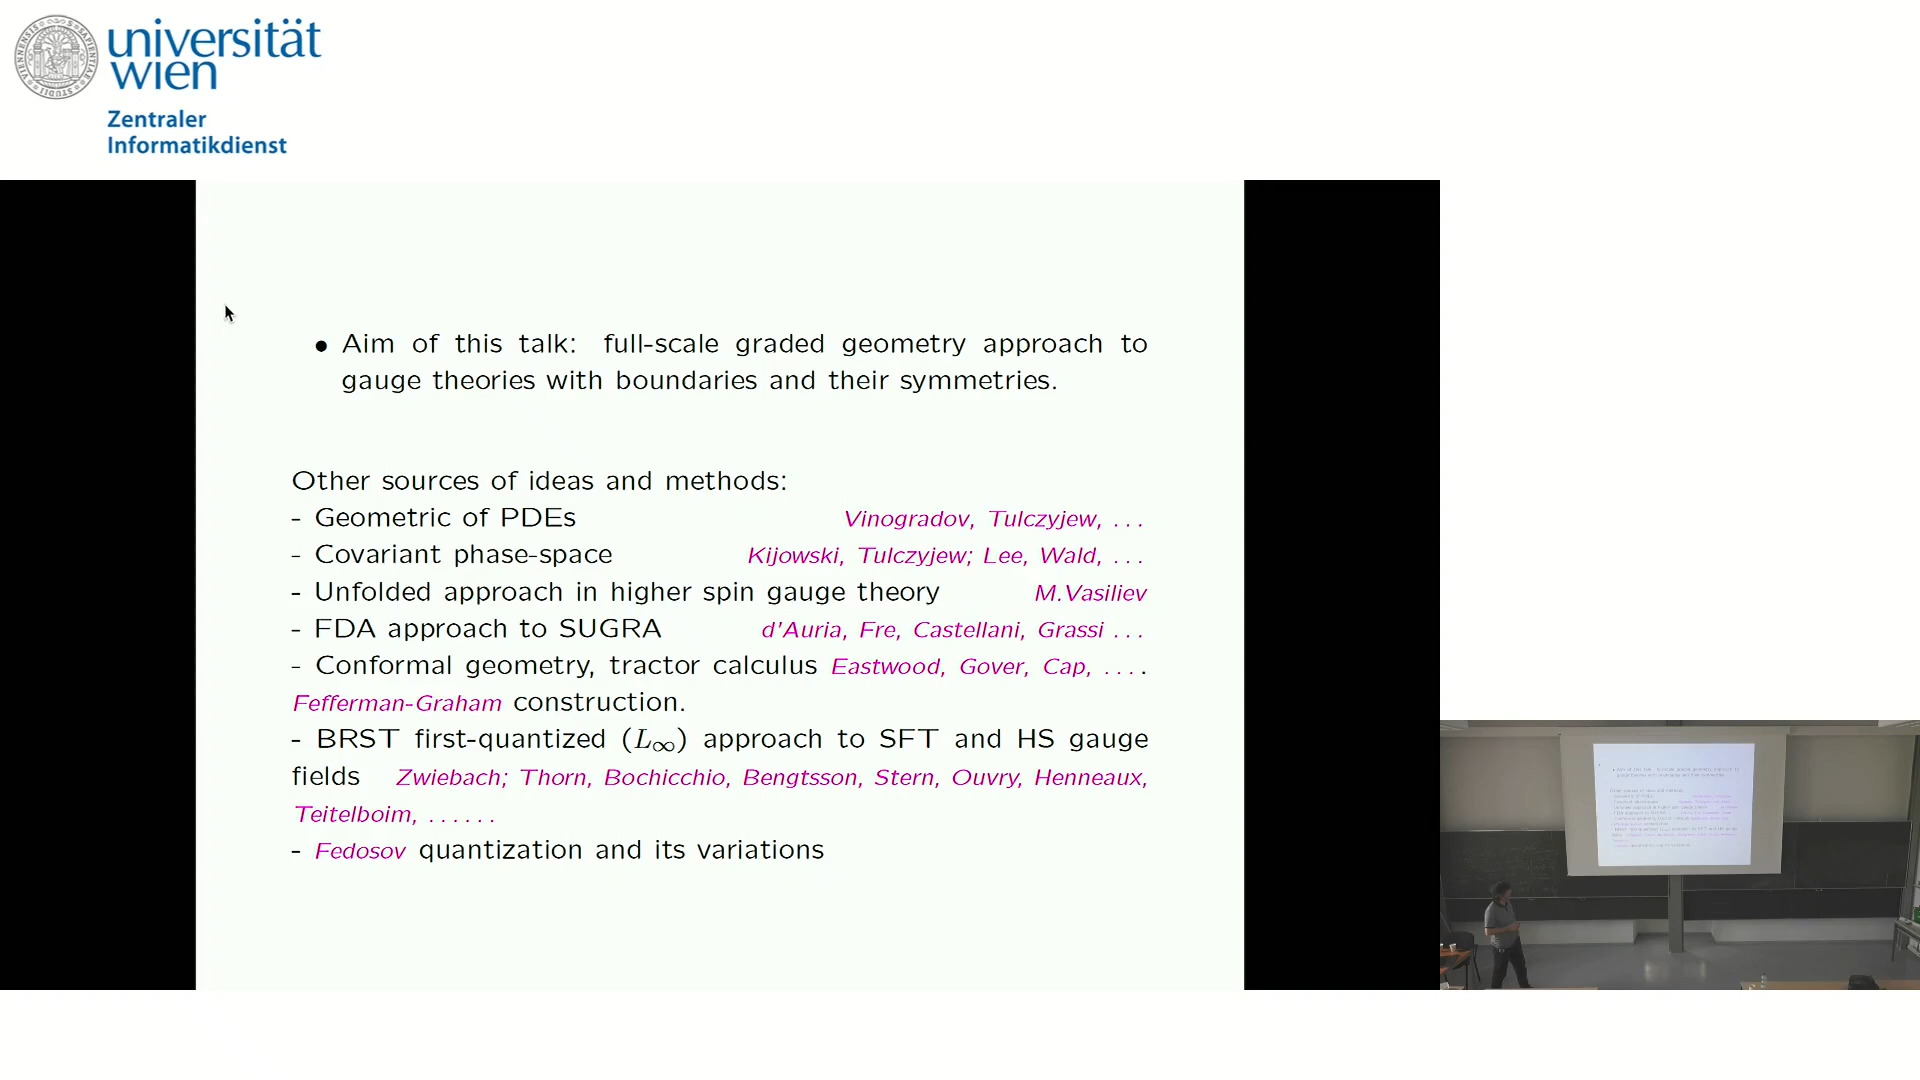 universität
wien
Zentraler
Informatikdienst
• Aim of this talk: full-scale graded geometry approach to
gauge theories with boundaries and their symmetries.
Other sources of ideas and methods:
- Geometric of PDEs Vinogradov, Tulczyjew, ...
- Covariant phase-space Kijowski, Tulczyjew; Lee, Wald, ...
- Unfolded approach in higher spin gauge theory M.Vasiliev
- FDA approach to SUGRA d'Auria, Fre, Castellani, Grassi ...
- Conformal geometry, tractor calculus Eastwood, Gover, Cap, ....
Fefferman-Graham construction.
- BRST first-quantized (L∞) approach to SFT and HS gauge
fields Zwiebach; Thorn, Bochicchio, Bengtsson, Stern, Ouvry, Henneaux,
Teitelboim, ......
- Fedosov quantization and its variations